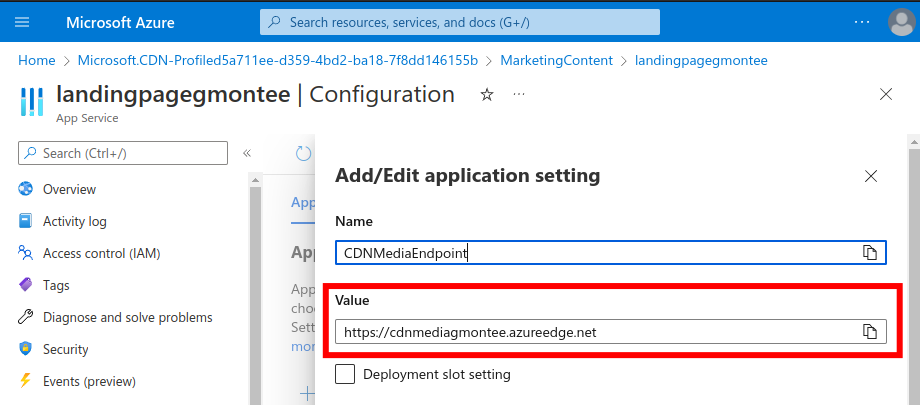 Microsoft Azure
Search resources, services, and docs (G+/)
...
Home > Microsoft.CDN-Profiled5a711ee-d359-4bd2-ba18-7f8dd146155b > MarketingContent > landingpagegmontee
landingpagegmontee | Configuration
...
App Service
Search (Ctrl+/)
«
Overview
Activity log
Access control (IAM)
Tags
Diagnose and solve problems
Security
Events (preview)
App
App
App
choo
Sett
mor
Add/Edit application setting
Name
CDNMediaEndpoint
Value
https://cdnmediagmontee.azureedge.net
Deployment slot setting